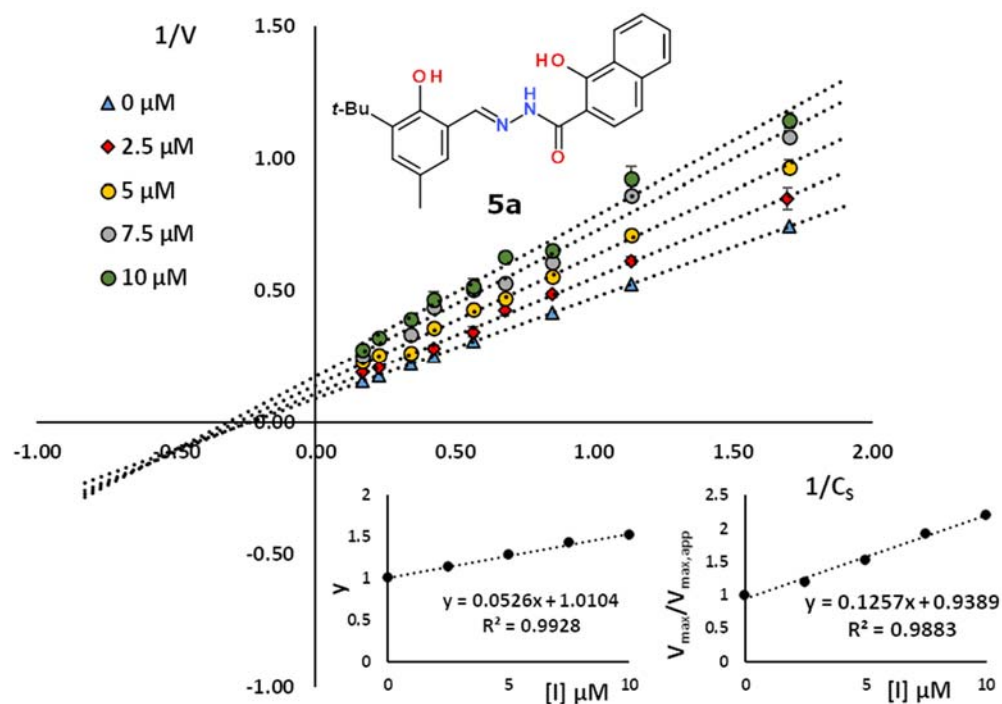 1/V
1.50
0 µM
2.5 µM
5 µM
7.5 µM
10 µM
OH
t-Bu
N
H
N
O
HO
5a
1.00
0.50
0.00
-1.00
-0.50
0.00
0.50
1.00
1.50
2.00
1/Cs
-0.50
-1.00
2
1.5
1
0.5
0
y
y = 0.0526x + 1.0104
R² = 0.9928
0
5
10
[I] µM
2.5
2
1.5
1
0.5
0
Vmax/Vmax,app
y = 0.1257x + 0.9389
R² = 0.9883
0
5
10
[I] µM